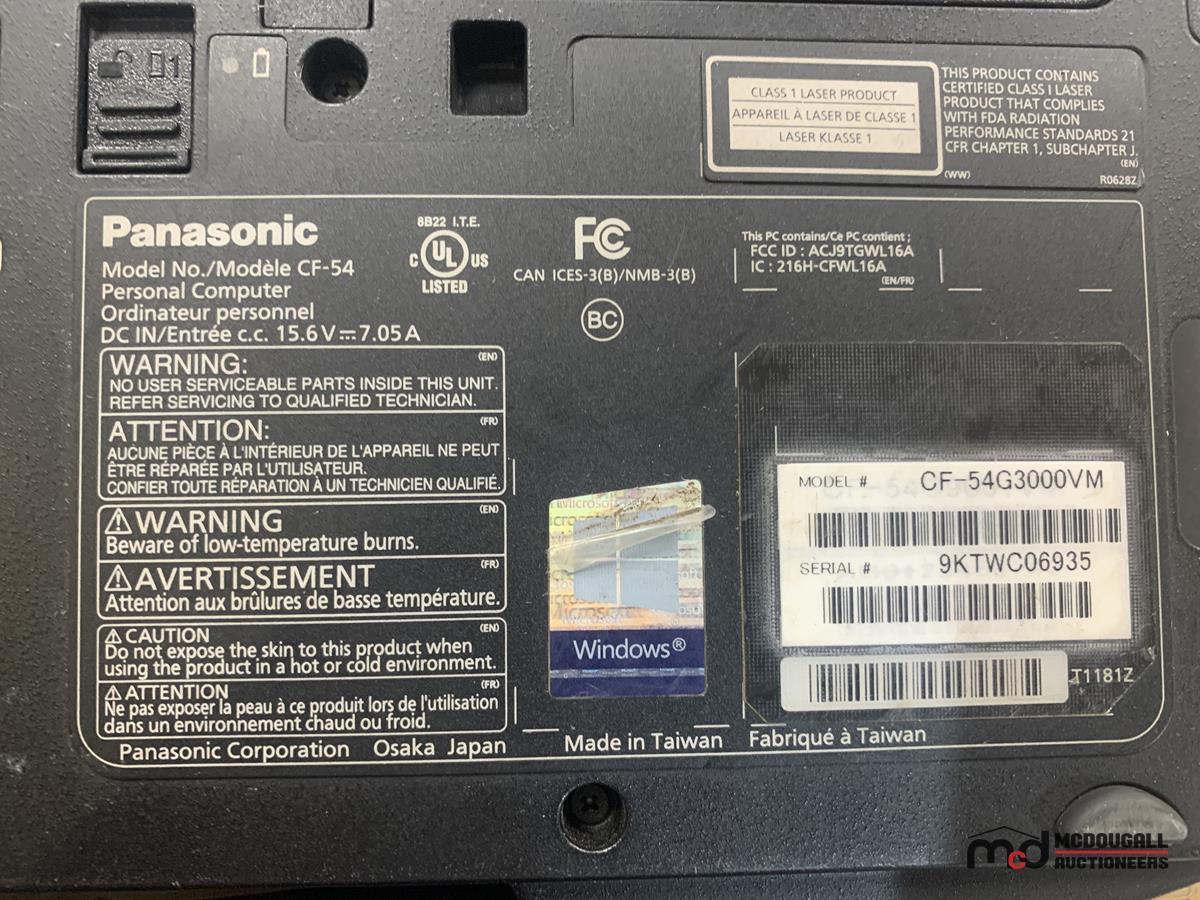 1
CLASS 1 LASER PRODUCT
APPAREIL À LASER DE CLASSE 1
LASER KLASSE 1
THIS PRODUCT CONTAINS
CERTIFIED CLASS I LASER
PRODUCT THAT COMPLIES
WITH FDA RADIATION
PERFORMANCE STANDARDS 21
CFR CHAPTER 1, SUBCHAPTER J.
(EN)
(WW)
R0628Z
Panasonic
Model No./Modèle CF-54
Personal Computer
Ordinateur personnel
DC IN/Entrée c.c. 15.6 V⎓7.05 A
8B22 I.T.E.
C UL US
LISTED
FC
CAN ICES-3(B)/NMB-3(B)
BC
This PC contains/Ce PC contient ;
FCC ID : ACJ9TGWL16A
IC : 216H-CFWL16A
(EN/FR)
WARNING: (EN)
NO USER SERVICEABLE PARTS INSIDE THIS UNIT.
REFER SERVICING TO QUALIFIED TECHNICIAN.
ATTENTION: (FR)
AUCUNE PIÈCE À L'INTÉRIEUR DE L'APPAREIL NE PEUT
ÊTRE RÉPARÉE PAR L'UTILISATEUR.
CONFIER TOUTE RÉPARATION À UN TECHNICIEN QUALIFIÉ.
⚠WARNING (EN)
Beware of low-temperature burns.
⚠AVERTISSEMENT (FR)
Attention aux brûlures de basse température.
⚠CAUTION (EN)
Do not expose the skin to this product when
using the product in a hot or cold environment.
⚠ATTENTION (FR)
Ne pas exposer la peau à ce produit lors de l'utilisation
dans un environnement chaud ou froid.
Panasonic Corporation Osaka Japan
Microsoft
Microsoft
Windows®
MODEL # CF-54G3000VM
SERIAL # 9KTWC06935
T1181Z
Made in Taiwan Fabriqué à Taiwan
mcd MCDOUGALL
AUCTIONEERS